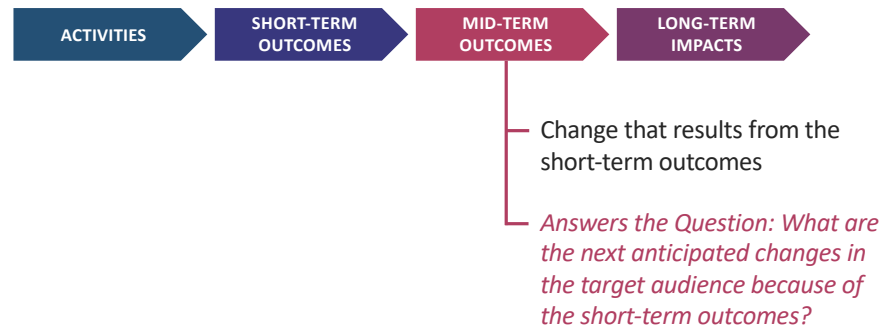 ACTIVITIES
SHORT-TERM
OUTCOMES
MID-TERM
OUTCOMES
LONG-TERM
IMPACTS
Change that results from the
short-term outcomes
Answers the Question: What are
the next anticipated changes in
the target audience because of
the short-term outcomes?